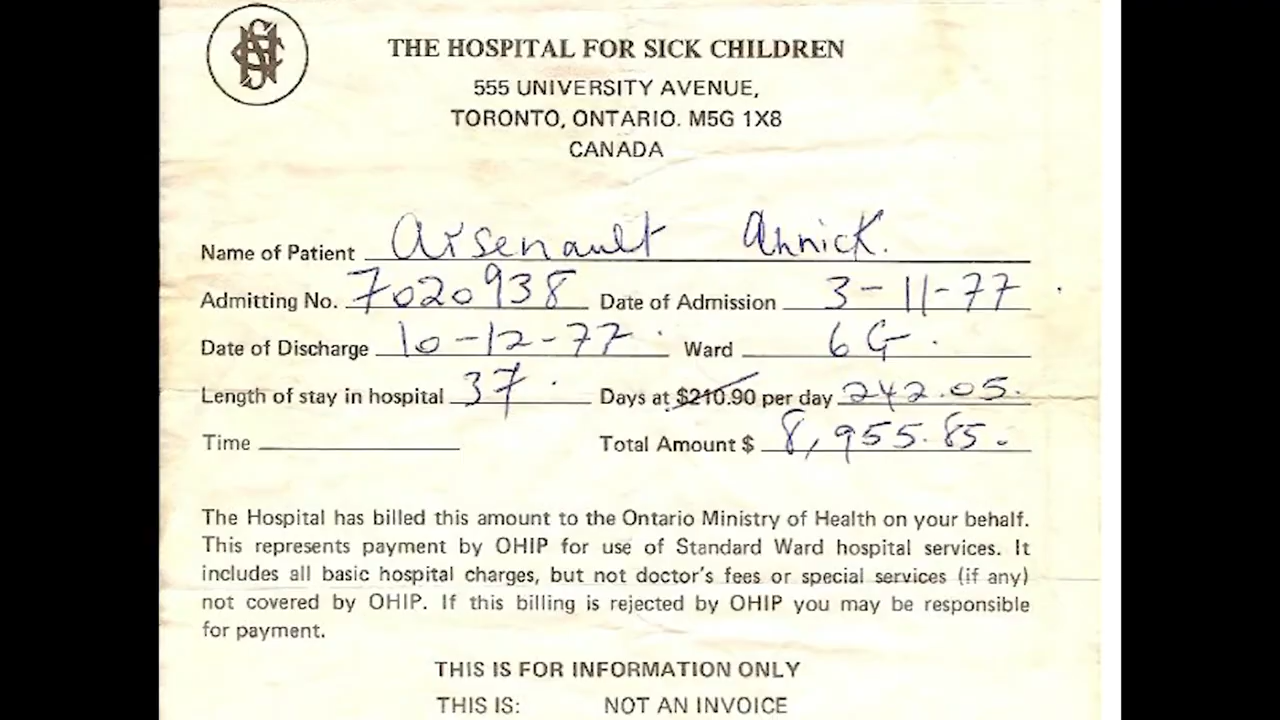 THE HOSPITAL FOR SICK CHILDREN
555 UNIVERSITY AVENUE,
TORONTO, ONTARIO. M5G 1X8
CANADA
Name of Patient Arsenault Annick.
Admitting No. 7020938 Date of Admission 3-11-77
Date of Discharge 10-12-77 Ward 6G
Length of stay in hospital 37 Days at $210.90 per day 242.05
Time Total Amount $ 8,955.85
The Hospital has billed this amount to the Ontario Ministry of Health on your behalf.
This represents payment by OHIP for use of Standard Ward hospital services. It
includes all basic hospital charges, but not doctor's fees or special services (if any)
not covered by OHIP. If this billing is rejected by OHIP you may be responsible
for payment.
THIS IS FOR INFORMATION ONLY
THIS IS: NOT AN INVOICE